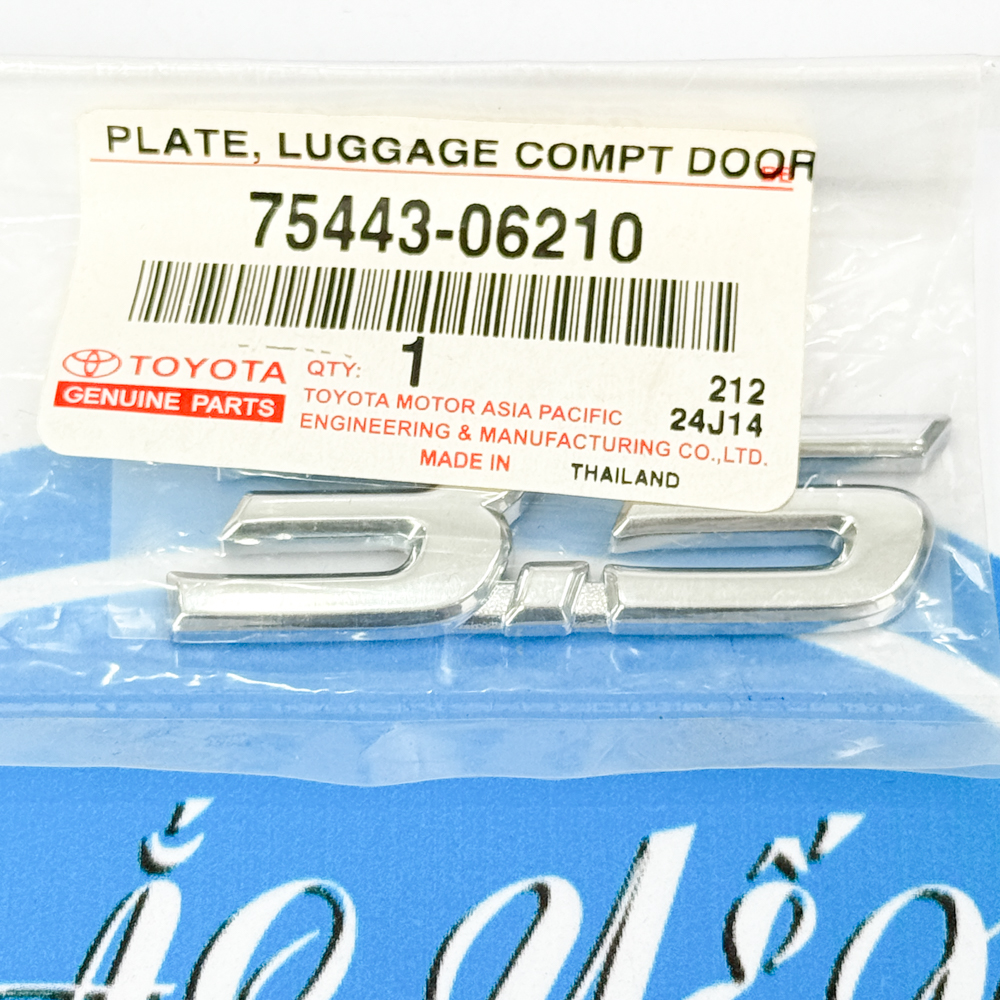 PLATE, LUGGAGE COMPT DOOR
75443-06210
TOYOTA
GENUINE PARTS
QTY: 1
212
24J14
TOYOTA MOTOR ASIA PACIFIC
ENGINEERING & MANUFACTURING CO.,LTD.
MADE IN THAILAND
3.5